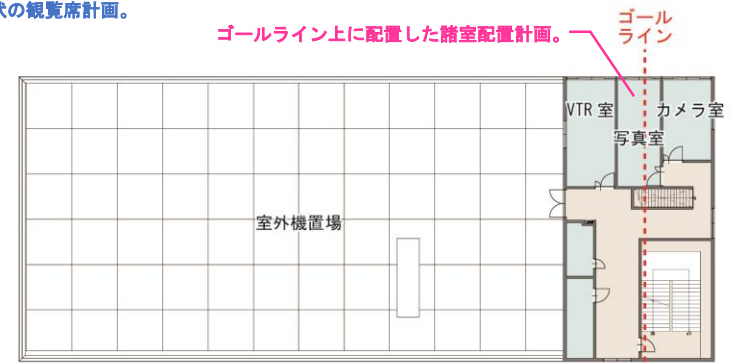 状の観覧席計画。
ゴール
ライン
ゴールライン上に配置した諸室配置計画。
VTR 室
カメラ室
写真室
室外機置場